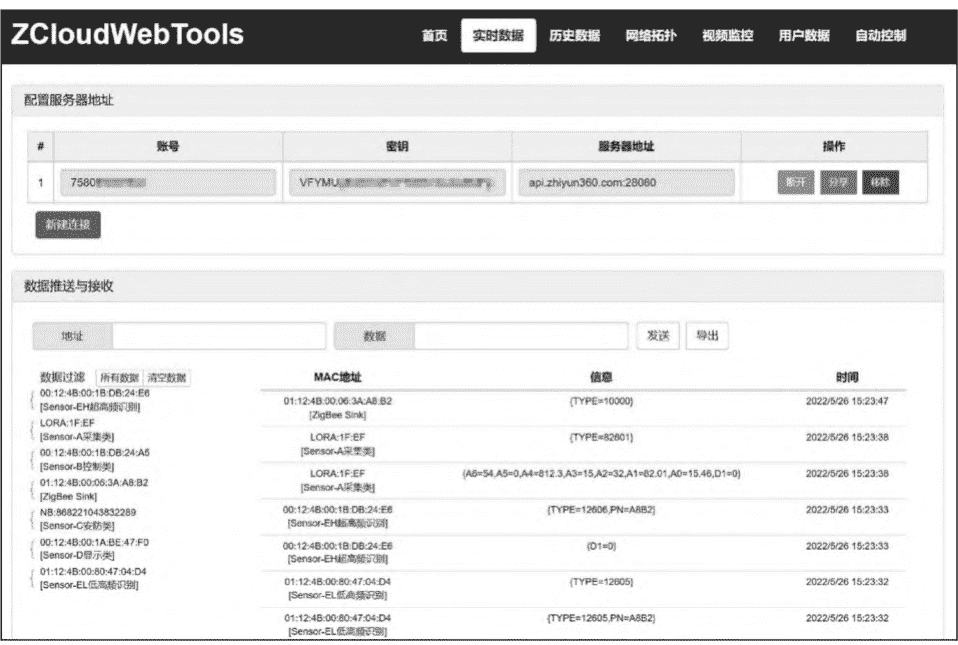 ZCloudWebTools 首页 实时数据 历史数据 网络拓扑 视频监控 用户数据 自动控制
配置服务器地址
# 账号 密钥 服务器地址 操作
1 7580 VFYMU api.zhiyun360.com:28060 断开 分享 移除
新建连接
数据推送与接收
地址 数据 发送 导出
数据过滤 所有数据 清空数据
00:12:4B:00:1B:DB:24:E6
[Sensor-EH超高频识别]
LORA:1F:EF
[Sensor-A采集类]
00:12:4B:00:1B:DB:24:A5
[Sensor-B控制类]
01:12:4B:00:06:3A:A8:B2
[ZigBee Sink]
NB:868221043832289
[Sensor-C安防类]
00:12:4B:00:1A:BE:47:F0
[Sensor-D显示类]
01:12:4B:00:80:47:04:D4
[Sensor-EL低高频识别]
MAC地址 信息 时间
01:12:4B:00:06:3A:A8:B2 {TYPE=10000} 2022/5/26 15:23:47
[ZigBee Sink]
LORA:1F:EF {TYPE=82601} 2022/5/26 15:23:38
[Sensor-A采集类]
LORA:1F:EF {A6=54,A5=0,A4=812.3,A3=15,A2=32,A1=82.01,A0=15.46,D1=0} 2022/5/26 15:23:38
[Sensor-A采集类]
00:12:4B:00:1B:DB:24:E6 {TYPE=12606,PN=A8B2} 2022/5/26 15:23:33
[Sensor-EH超高频识别]
00:12:4B:00:1B:DB:24:E6 {D1=0} 2022/5/26 15:23:33
[Sensor-EH超高频识别]
01:12:4B:00:80:47:04:D4 {TYPE=12605} 2022/5/26 15:23:32
[Sensor-EL低高频识别]
01:12:4B:00:80:47:04:D4 {TYPE=12605,PN=A8B2} 2022/5/26 15:23:32
[Sensor-EL低高频识别]